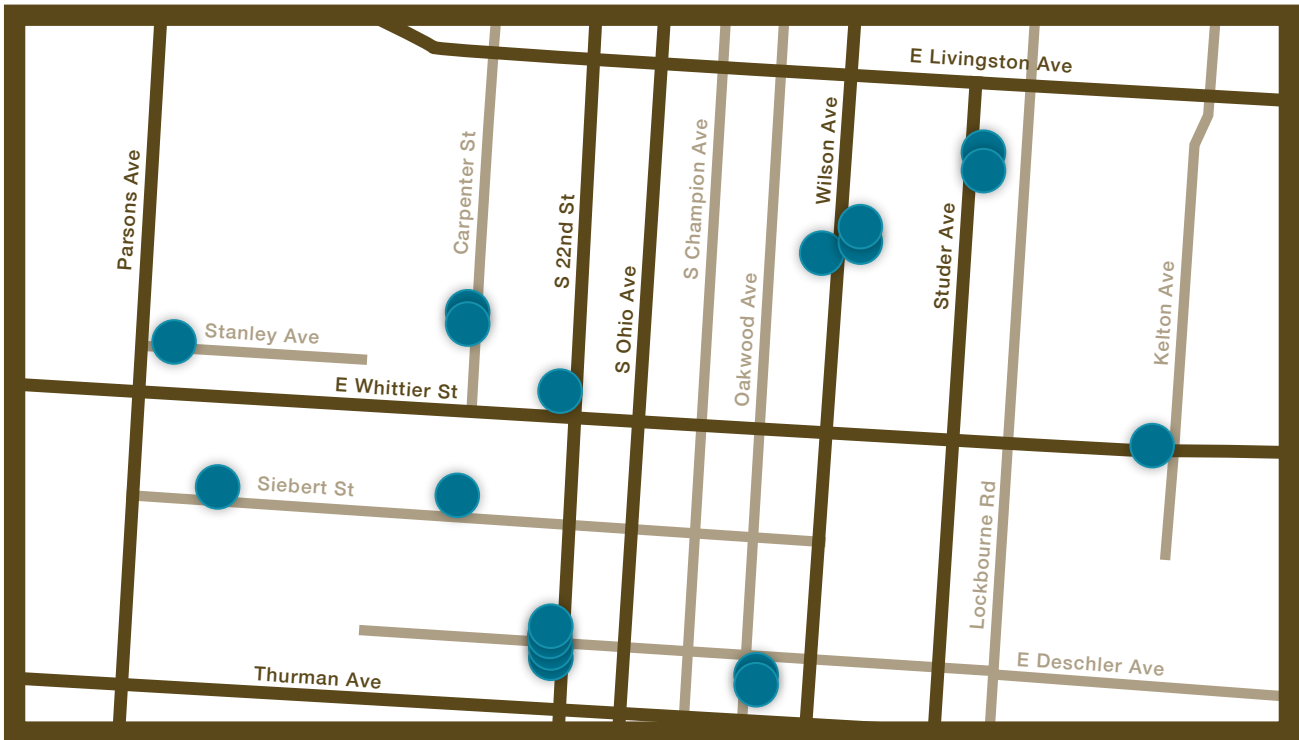 E Livingston Ave
Parsons Ave
Carpenter St
S 22nd St
S Ohio Ave
S Champion Ave
Oakwood Ave
Wilson Ave
Studer Ave
Kelton Ave
Stanley Ave
E Whittier St
Siebert St
Lockbourne Rd
E Deschler Ave
Thurman Ave